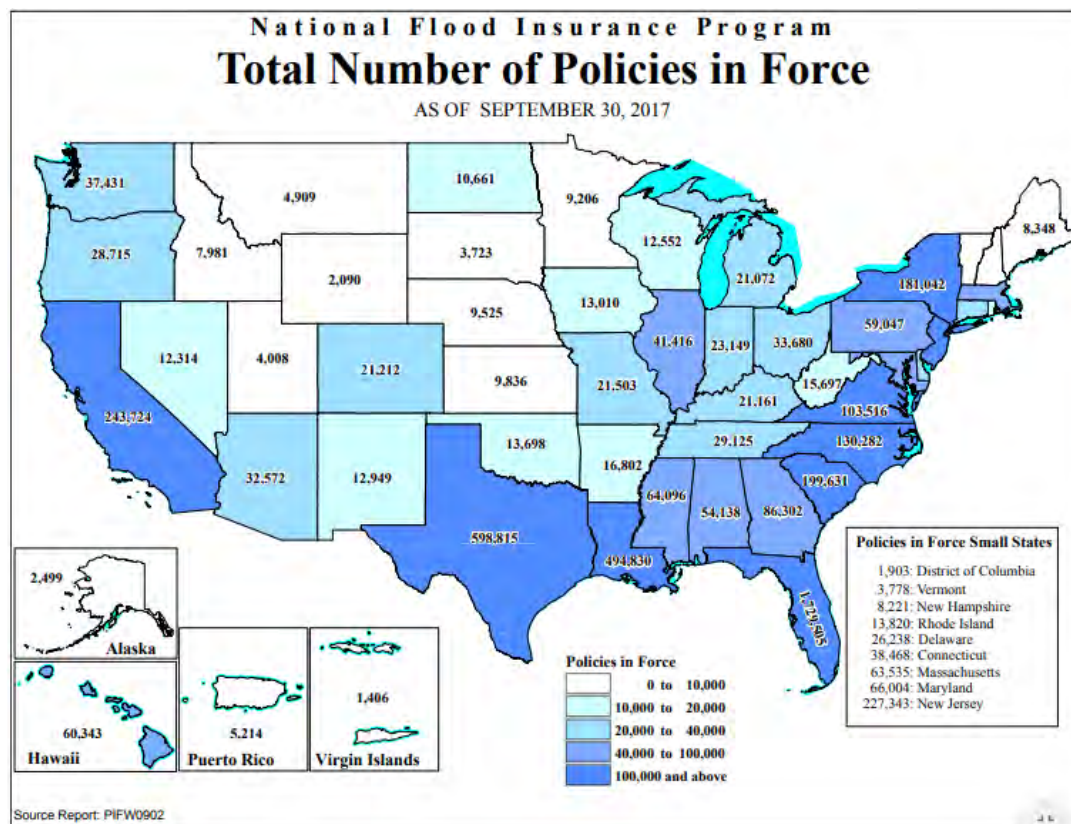 National Flood Insurance Program
Total Number of Policies in Force
AS OF SEPTEMBER 30, 2017
37,431
4,909
10,661
9,206
8,348
28,715
7,981
2,090
3,723
12,552
21,072
181,042
9,525
13,010
59,047
12,314
4,008
21,212
9,836
21,503
41,416
23,149
33,680
15,697
243,724
21,161
103,516
32,572
12,949
13,698
16,802
29,125
130,282
598,815
494,830
64,096
54,138
86,302
199,631
1,729,505
Policies in Force Small States
1,903: District of Columbia
3,778: Vermont
8,221: New Hampshire
13,820: Rhode Island
26,238: Delaware
38,468: Connecticut
63,535: Massachusetts
66,004: Maryland
227,343: New Jersey
2,499
Alaska
60,343
Hawaii
5,214
Puerto Rico
1,406
Virgin Islands
Policies in Force
0 to 10,000
10,000 to 20,000
20,000 to 40,000
40,000 to 100,000
100,000 and above
Source Report: PIFW0902